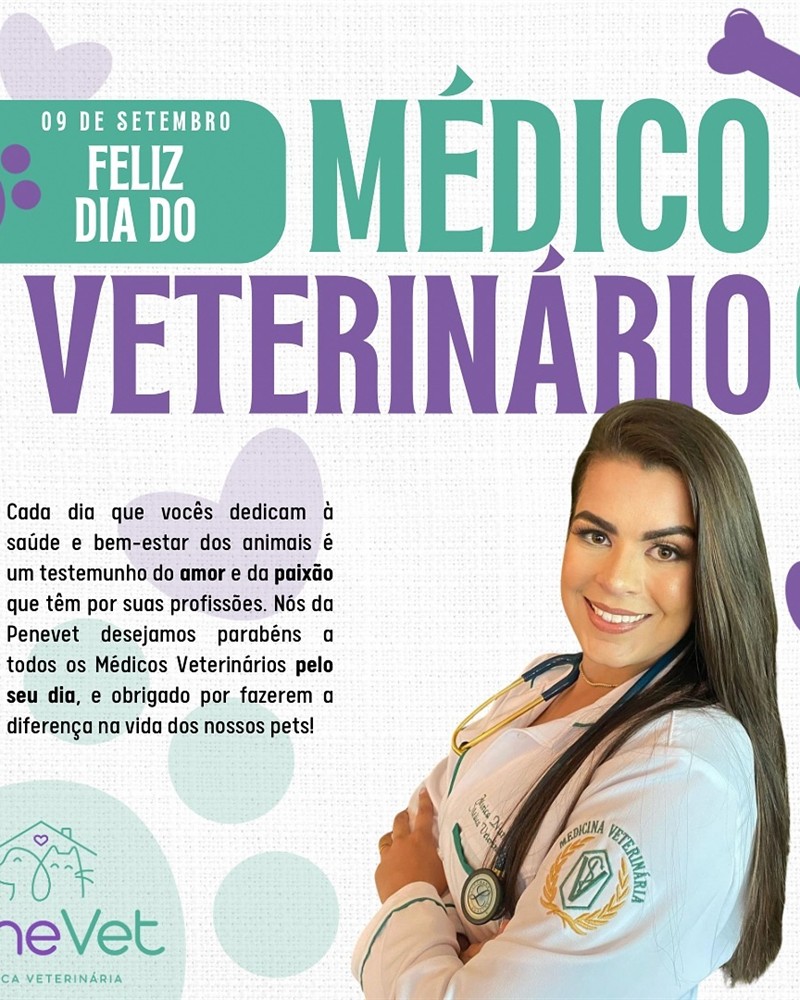 09 DE SETEMBRO
FELIZ
DIA DO
MÉDICO
VETERINÁRIO
Cada dia que vocês dedicam à
saúde e bem-estar dos animais é
um testemunho do amor e da paixão
que têm por suas profissões. Nós da
Penevet desejamos parabéns a
todos os Médicos Veterinários pelo
seu dia, e obrigado por fazerem a
diferença na vida dos nossos pets!
MEDICINA VETERINÁRIA
neVet
CA VETERINÁRIA